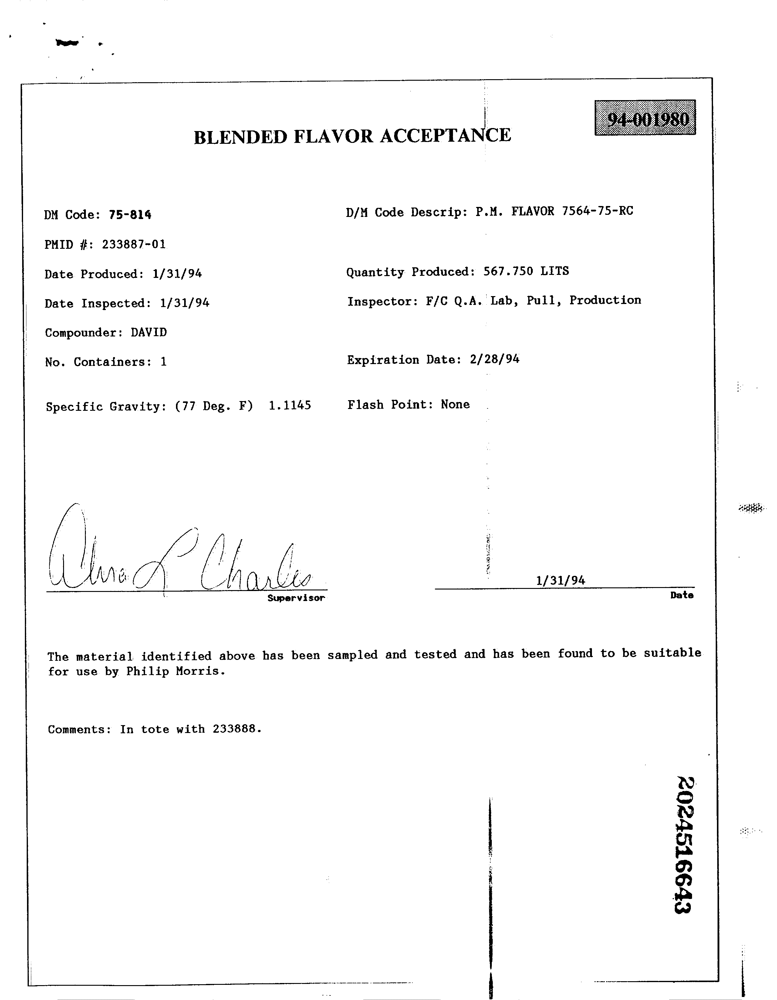 94-001980
BLENDED FLAVOR ACCEPTANCE
DM Code: 75-814 D/M Code Descrip: P.M. FLAVOR 7564-75-RC
PMID #: 233887-01
Date Produced: 1/31/94 Quantity Produced: 567.750 LITS
Date Inspected: 1/31/94 Inspector: F/C Q.A. Lab, Pull, Production
Compounder: DAVID
No. Containers: 1 Expiration Date: 2/28/94
Specific Gravity: (77 Deg. F) 1.1145 Flash Point: None
L Charles 1/31/94
Supervisor Date
The material identified above has been sampled and tested and has been found to be suitable
for use by Philip Morris.
Comments: In tote with 233888.
2024516643